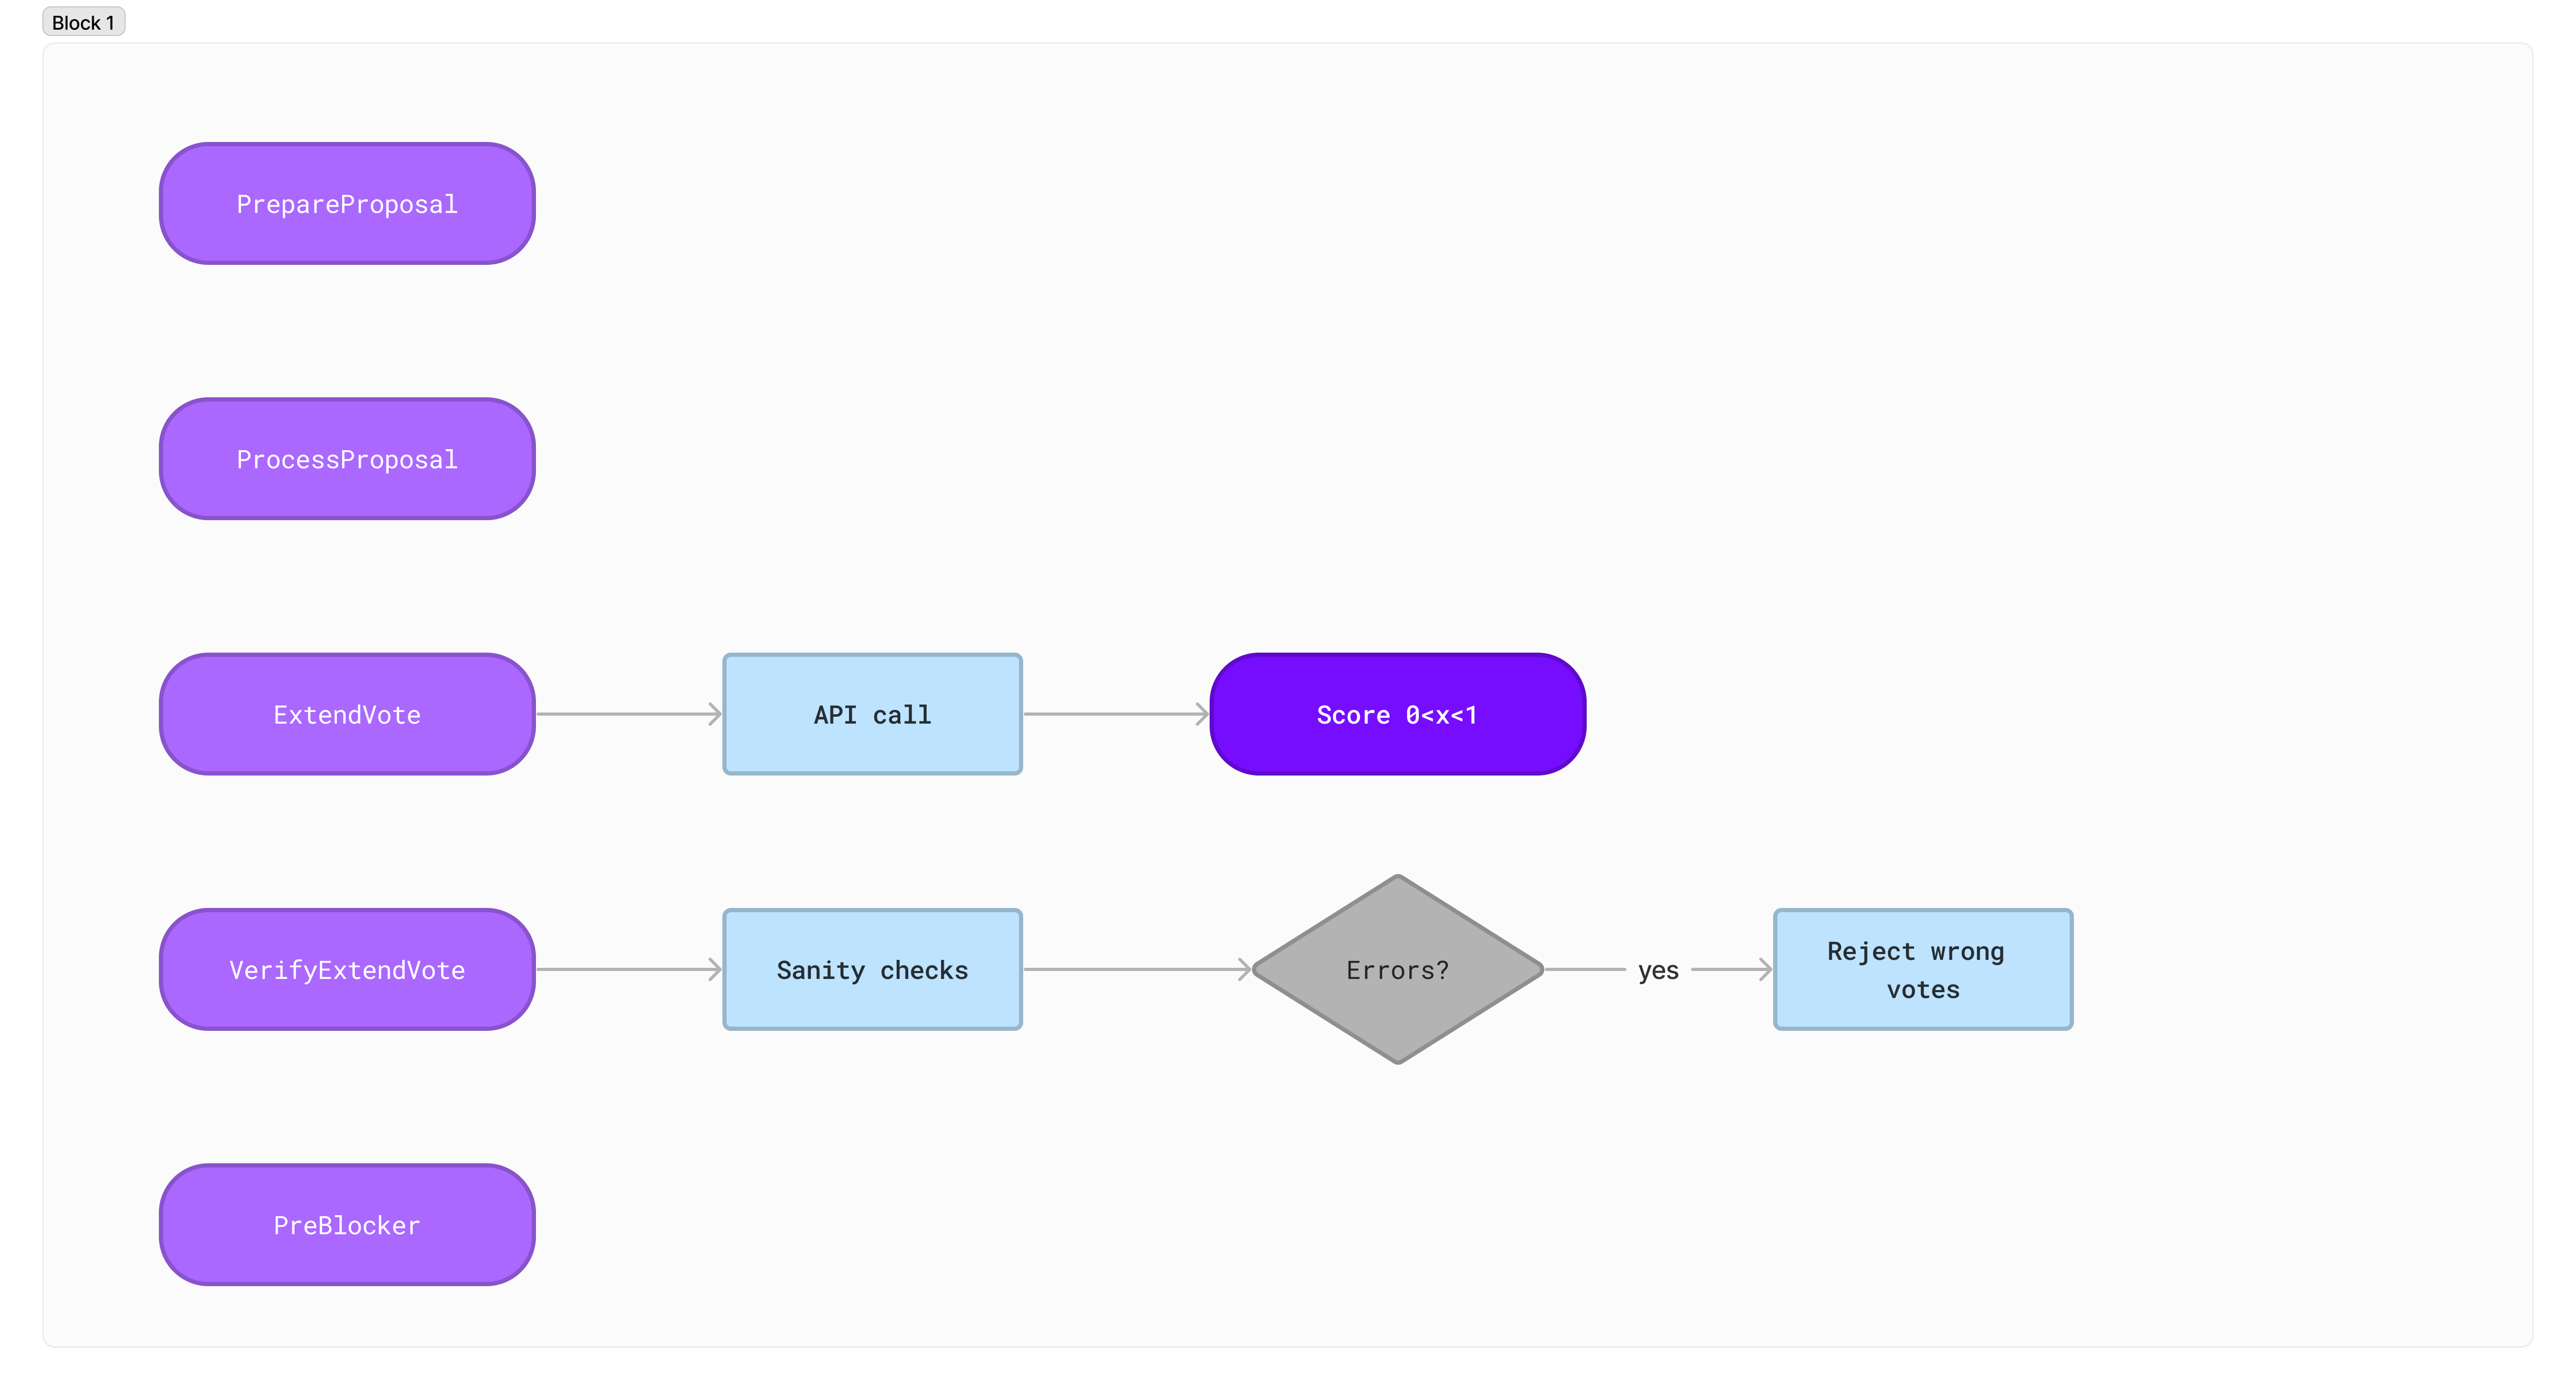 Block 1
PrepareProposal
ProcessProposal
ExtendVote
API call
Score 0<x<1
VerifyExtendVote
Sanity checks
Errors?
yes
Reject wrong
votes
PreBlocker